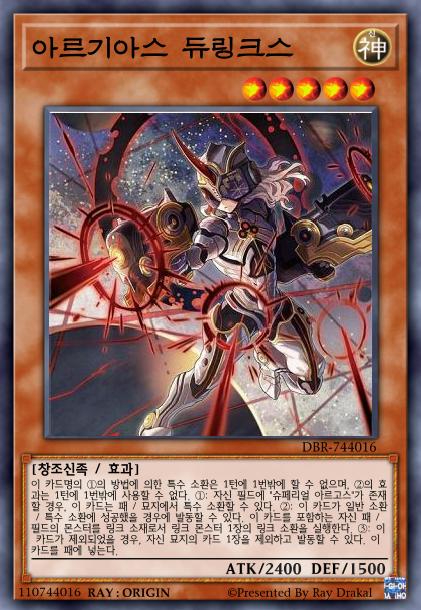 아르기아스 듀링크스
신
神
DBR-744016
[창조신족 / 효과]
이 카드명의 ①의 방법에 의한 특수 소환은 1턴에 1번밖에 할 수 없으며, ②의 효
과는 1턴에 1번밖에 사용할 수 없다. ①: 자신 필드에 '슈페리얼 아르고스'가 존재
할 경우, 이 카드는 패 / 묘지에서 특수 소환할 수 있다. ②: 이 카드가 일반 소환
/ 특수 소환에 성공했을 경우에 발동할 수 있다. 이 카드를 포함하는 자신 패 /
필드의 몬스터를 링크 소재로서 링크 몬스터 1장의 링크 소환을 실행한다. ③: 이
카드가 제외되었을 경우, 자신 묘지의 카드 1장을 제외하고 발동할 수 있다. 이
카드를 패에 넣는다.
ATK/2400 DEF/1500
110744016 RAY : ORIGIN ©Presented By Ray Drakal